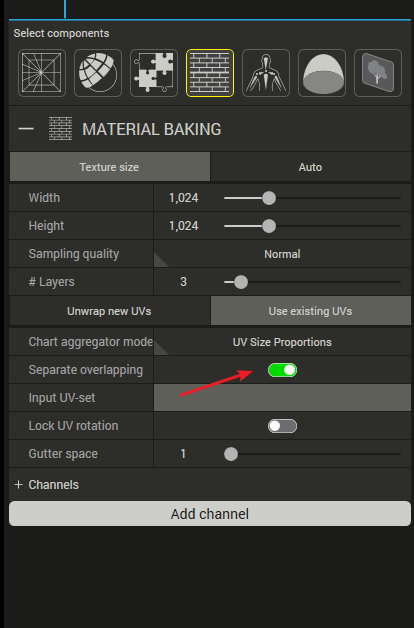 Select components
MATERIAL BAKING
Texture size Auto
Width 1,024
Height 1,024
Sampling quality Normal
# Layers 3
Unwrap new UVs Use existing UVs
Chart aggregator mode UV Size Proportions
Separate overlapping
Input UV-set
Lock UV rotation
Gutter space 1
+ Channels
Add channel